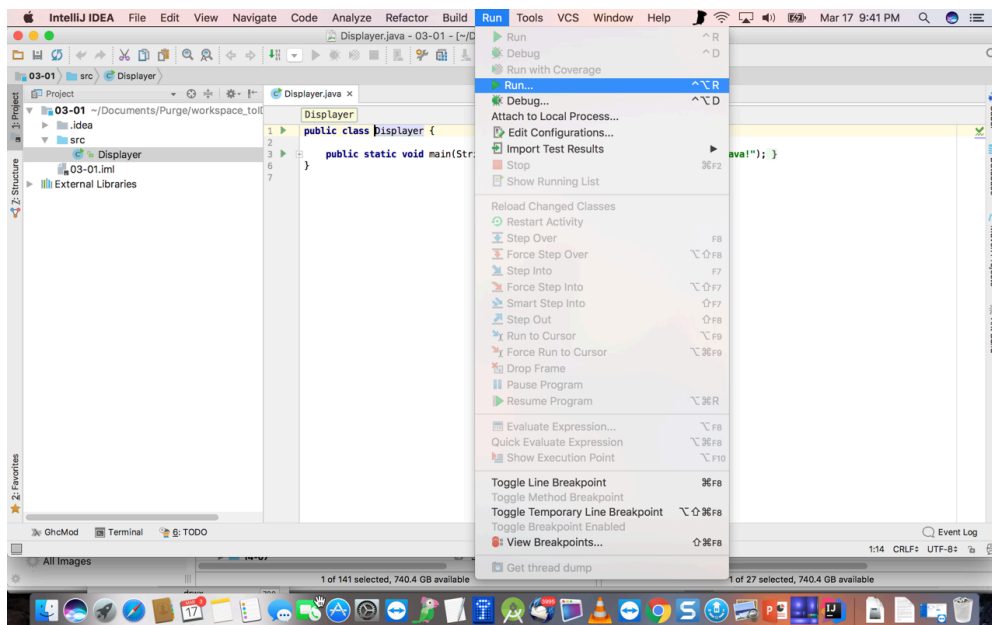 IntelliJ IDEA File Edit View Navigate Code Analyze Refactor Build Run Tools VCS Window Help Mar 17 9:41 PM
Displayer.java - 03-01 - [~/D
03-01 src Displayer
Project
Displayer.java ×
1: Project
03-01 ~/Documents/Purge/workspace_tol
.idea
src
Displayer
03-01.iml
External Libraries
Z: Structure
2: Favorites
Displayer
1 public class Displayer {
2
3 public static void main(Stri ava!"); }
6 }
7
Run ^R
Debug ^D
Run with Coverage
Run... ^⌥R
Debug... ^⌥D
Attach to Local Process...
Edit Configurations...
Import Test Results ▶
Stop ⌘F2
Show Running List
Reload Changed Classes
Restart Activity
Step Over F8
Force Step Over ⌥⇧F8
Step Into F7
Force Step Into ⌥⇧F7
Smart Step Into ⇧F7
Step Out ⇧F8
Run to Cursor ⌥F9
Force Run to Cursor ⌥⌘F9
Drop Frame
Pause Program
Resume Program ⌥⌘R
Evaluate Expression... ⌥F8
Quick Evaluate Expression ⌥⌘F8
Show Execution Point ⌥F10
Toggle Line Breakpoint ⌘F8
Toggle Method Breakpoint
Toggle Temporary Line Breakpoint ⌥⇧⌘F8
Toggle Breakpoint Enabled
View Breakpoints... ⇧⌘F8
Get thread dump
GhcMod Terminal 6: TODO Event Log
1:14 CRLF÷ UTF-8÷
All Images
1 of 141 selected, 740.4 GB available 1 of 27 selected, 740.4 GB available
17